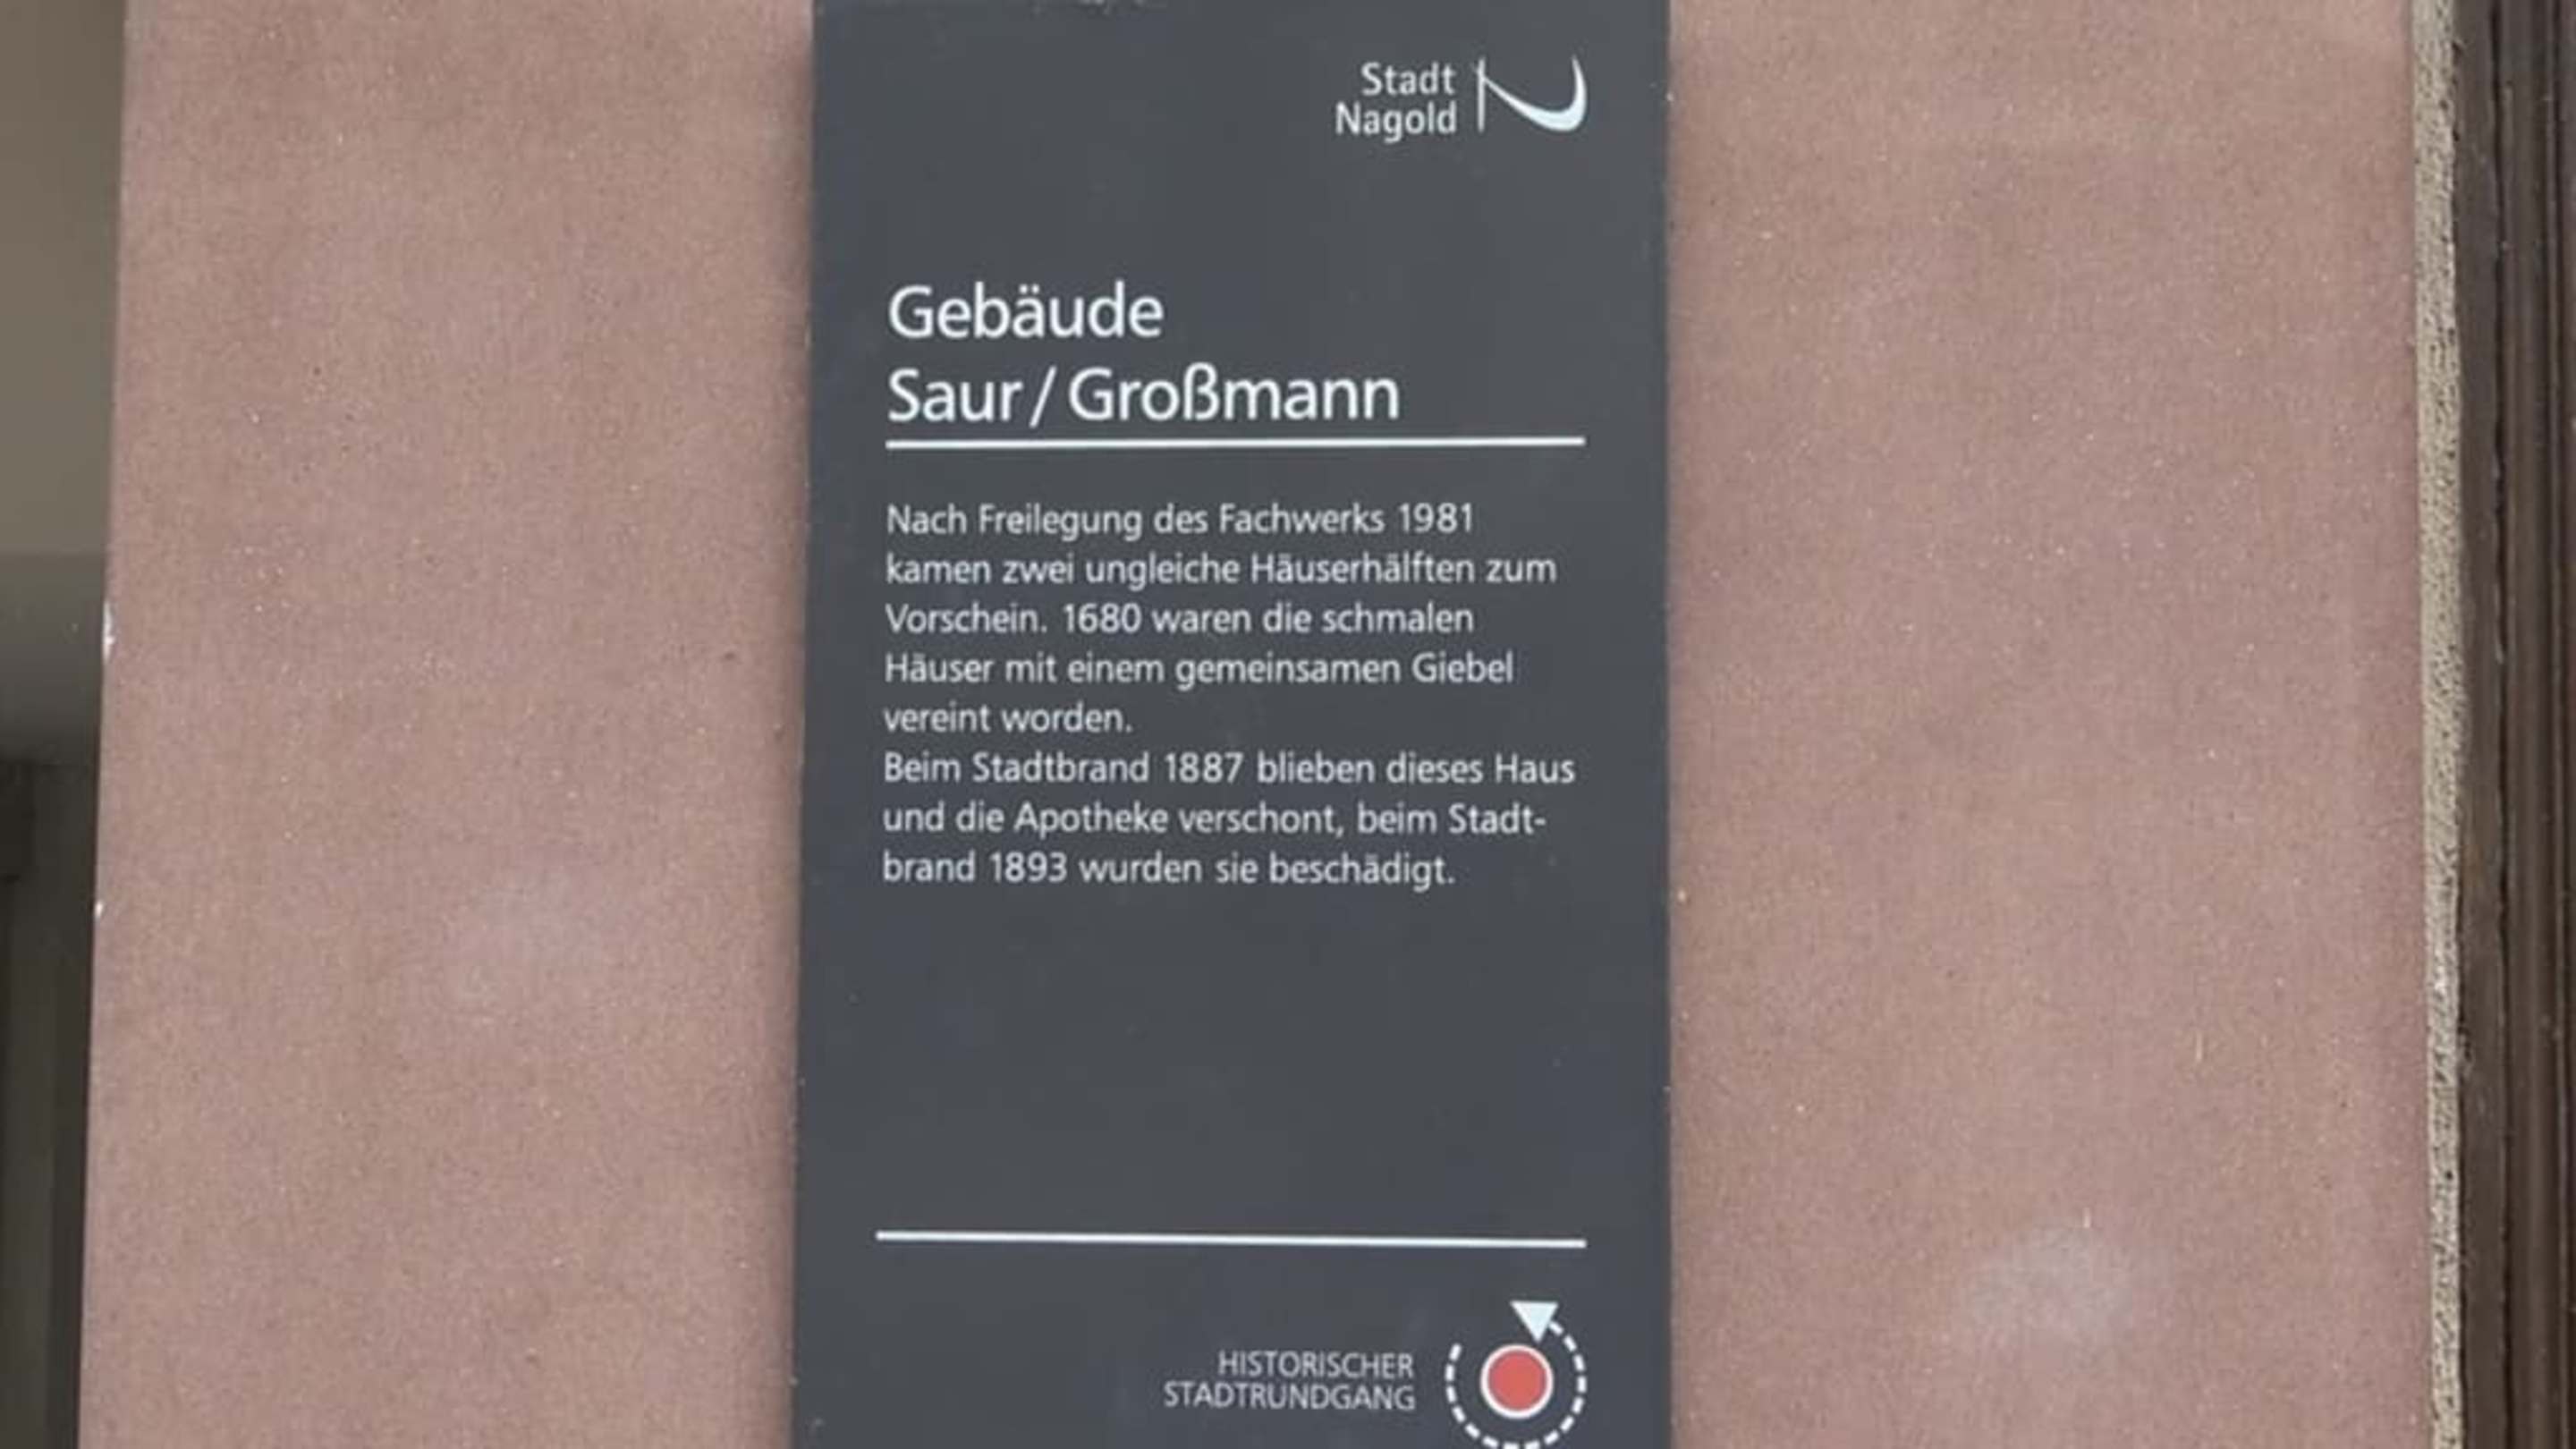 Stadt
Nagold
Gebäude
Saur / Großmann
Nach Freilegung des Fachwerks 1981
kamen zwei ungleiche Häuserhälften zum
Vorschein. 1680 waren die schmalen
Häuser mit einem gemeinsamen Giebel
vereint worden.
Beim Stadtbrand 1887 blieben dieses Haus
und die Apotheke verschont, beim Stadt-
brand 1893 wurden sie beschädigt.
HISTORISCHER
STADTRUNDGANG